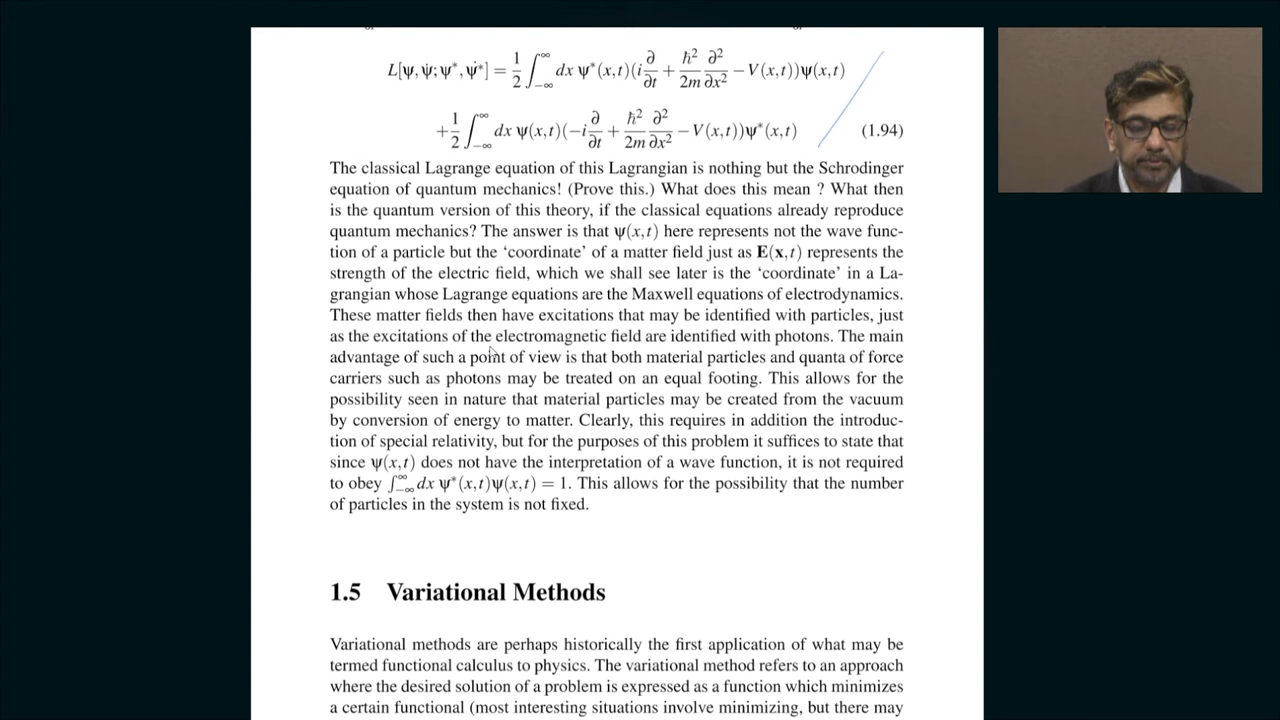 L[ψ, ψ̇; ψ*, ψ̇*] = 1/2 ∫_{−∞}^{∞} dx ψ*(x,t)(i ∂/∂t + ℏ²/2m ∂²/∂x² − V(x,t))ψ(x,t)
+1/2 ∫_{−∞}^{∞} dx ψ(x,t)(−i ∂/∂t + ℏ²/2m ∂²/∂x² − V(x,t))ψ*(x,t) (1.94)
The classical Lagrange equation of this Lagrangian is nothing but the Schrodinger
equation of quantum mechanics! (Prove this.) What does this mean ? What then
is the quantum version of this theory, if the classical equations already reproduce
quantum mechanics? The answer is that ψ(x,t) here represents not the wave func-
tion of a particle but the ‘coordinate’ of a matter field just as E(x,t) represents the
strength of the electric field, which we shall see later is the ‘coordinate’ in a La-
grangian whose Lagrange equations are the Maxwell equations of electrodynamics.
These matter fields then have excitations that may be identified with particles, just
as the excitations of the electromagnetic field are identified with photons. The main
advantage of such a point of view is that both material particles and quanta of force
carriers such as photons may be treated on an equal footing. This allows for the
possibility seen in nature that material particles may be created from the vacuum
by conversion of energy to matter. Clearly, this requires in addition the introduc-
tion of special relativity, but for the purposes of this problem it suffices to state that
since ψ(x,t) does not have the interpretation of a wave function, it is not required
to obey ∫_{−∞}^{∞} dx ψ*(x,t)ψ(x,t) = 1. This allows for the possibility that the number
of particles in the system is not fixed.
1.5 Variational Methods
Variational methods are perhaps historically the first application of what may be
termed functional calculus to physics. The variational method refers to an approach
where the desired solution of a problem is expressed as a function which minimizes
a certain functional (most interesting situations involve minimizing, but there may